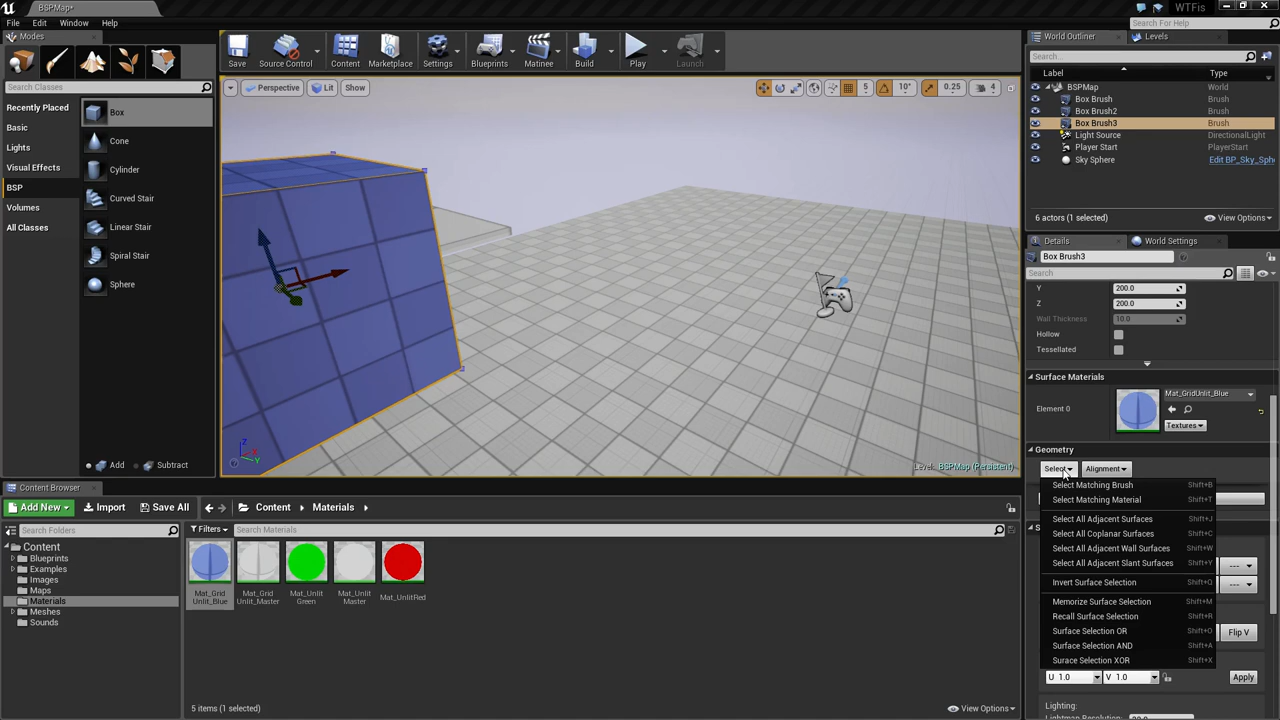 BSPMap*
WTFis
File Edit Window Help
Search For Help
Modes
World Outliner Levels
Save Source Control Content Marketplace Settings Blueprints Matinee Build Play Launch
Search...
Search Classes
Label Type
Perspective Lit Show 5 10° 0.25 4
BSPMap World
Box Brush Brush
Box Brush2 Brush
Box Brush3 Brush
Light Source DirectionalLight
Player Start PlayerStart
Sky Sphere Edit BP_Sky_Sph
6 actors (1 selected) View Options
Recently Placed
Basic
Lights
Visual Effects
BSP
Volumes
All Classes
Box
Cone
Cylinder
Curved Stair
Linear Stair
Spiral Stair
Sphere
Add Subtract
Z
X
Y
Level: BSPMap (Persistent)
Details World Settings
Box Brush3
Search
Y 200.0
Z 200.0
Wall Thickness 10.0
Hollow
Tessellated
Surface Materials
Element 0
Mat_GridUnlit_Blue
Textures
Geometry
Select Alignment
Select Matching Brush Shift+B
Select Matching Material Shift+T
Select All Adjacent Surfaces Shift+J
Select All Coplanar Surfaces Shift+C
Select All Adjacent Wall Surfaces Shift+W
Select All Adjacent Slant Surfaces Shift+Y
Invert Surface Selection Shift+Q
Memorize Surface Selection Shift+M
Recall Surface Selection Shift+R
Surface Selection OR Shift+O
Surface Selection AND Shift+A
Surace Selection XOR Shift+X
---
---
Flip V
U 1.0 V 1.0 Apply
Lighting:
Content Browser
Add New Import Save All Content Materials
Search Folders
Filters Search Materials
Content
Blueprints
Examples
Images
Maps
Materials
Meshes
Sounds
Mat_Grid
Unlit_Blue
Mat_Grid
Unlit_Master
Mat_Unlit
Green
Mat_Unlit
Master
Mat_UnlitRed
5 items (1 selected) View Options